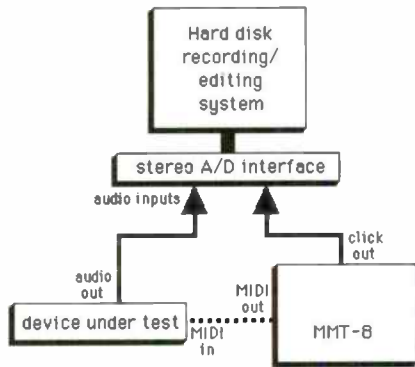 Hard disk
recording/
editing
system
stereo A/D interface
audio inputs
click
out
audio
out
MIDI
out
device under test
MIDI
in
MMT-8